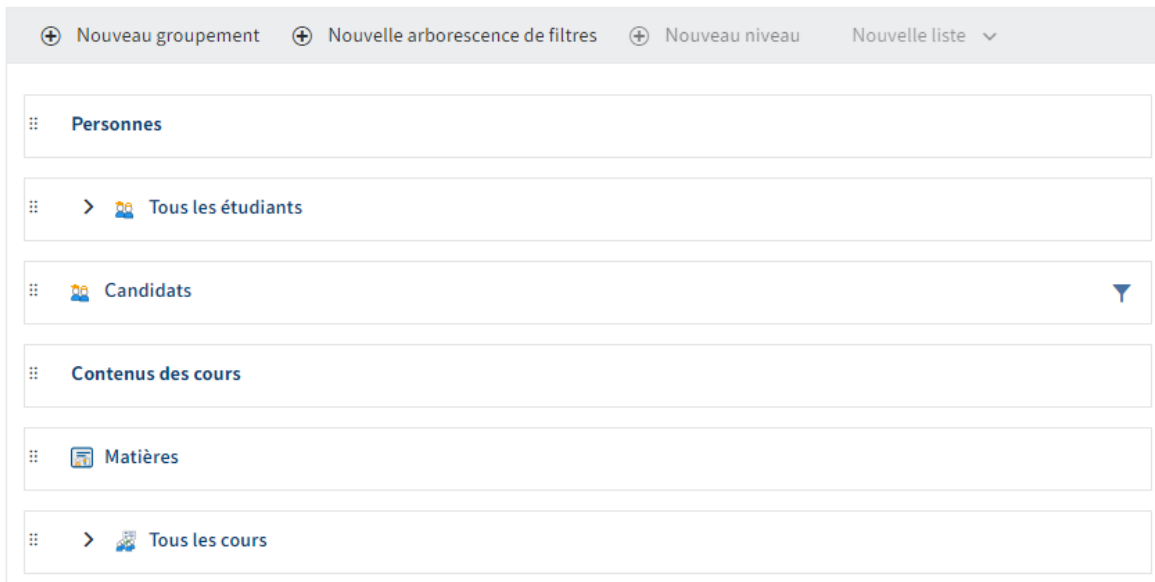 Nouveau groupement Nouvelle arborescence de filtres Nouveau niveau Nouvelle liste
Personnes
Tous les étudiants
Candidats
Contenus des cours
Matières
Tous les cours